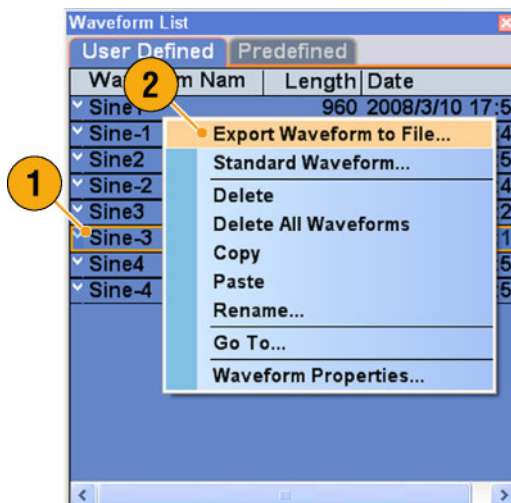 Waveform List
User Defined Predefined
Length Date
960 2008/3/10 17:5
Sine-1
Sine2
Sine-2
Sine3
Sine-3
Sine4
Sine-4
2
1
Export Waveform to File...
Standard Waveform...
Delete
Delete All Waveforms
Copy
Paste
Rename...
Go To...
Waveform Properties...